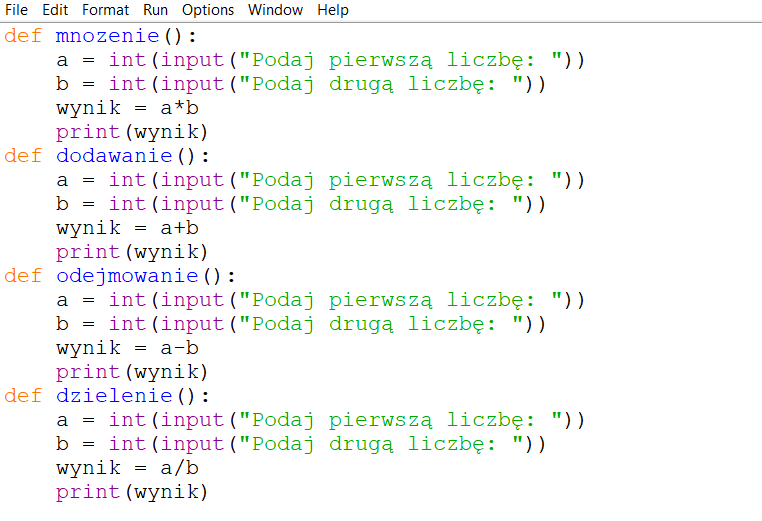 File Edit Format Run Options Window Help
def mnozenie():
    a = int(input("Podaj pierwszą liczbę: "))
    b = int(input("Podaj drugą liczbę: "))
    wynik = a*b
    print(wynik)
def dodawanie():
    a = int(input("Podaj pierwszą liczbę: "))
    b = int(input("Podaj drugą liczbę: "))
    wynik = a+b
    print(wynik)
def odejmowanie():
    a = int(input("Podaj pierwszą liczbę: "))
    b = int(input("Podaj drugą liczbę: "))
    wynik = a-b
    print(wynik)
def dzielenie():
    a = int(input("Podaj pierwszą liczbę: "))
    b = int(input("Podaj drugą liczbę: "))
    wynik = a/b
    print(wynik)